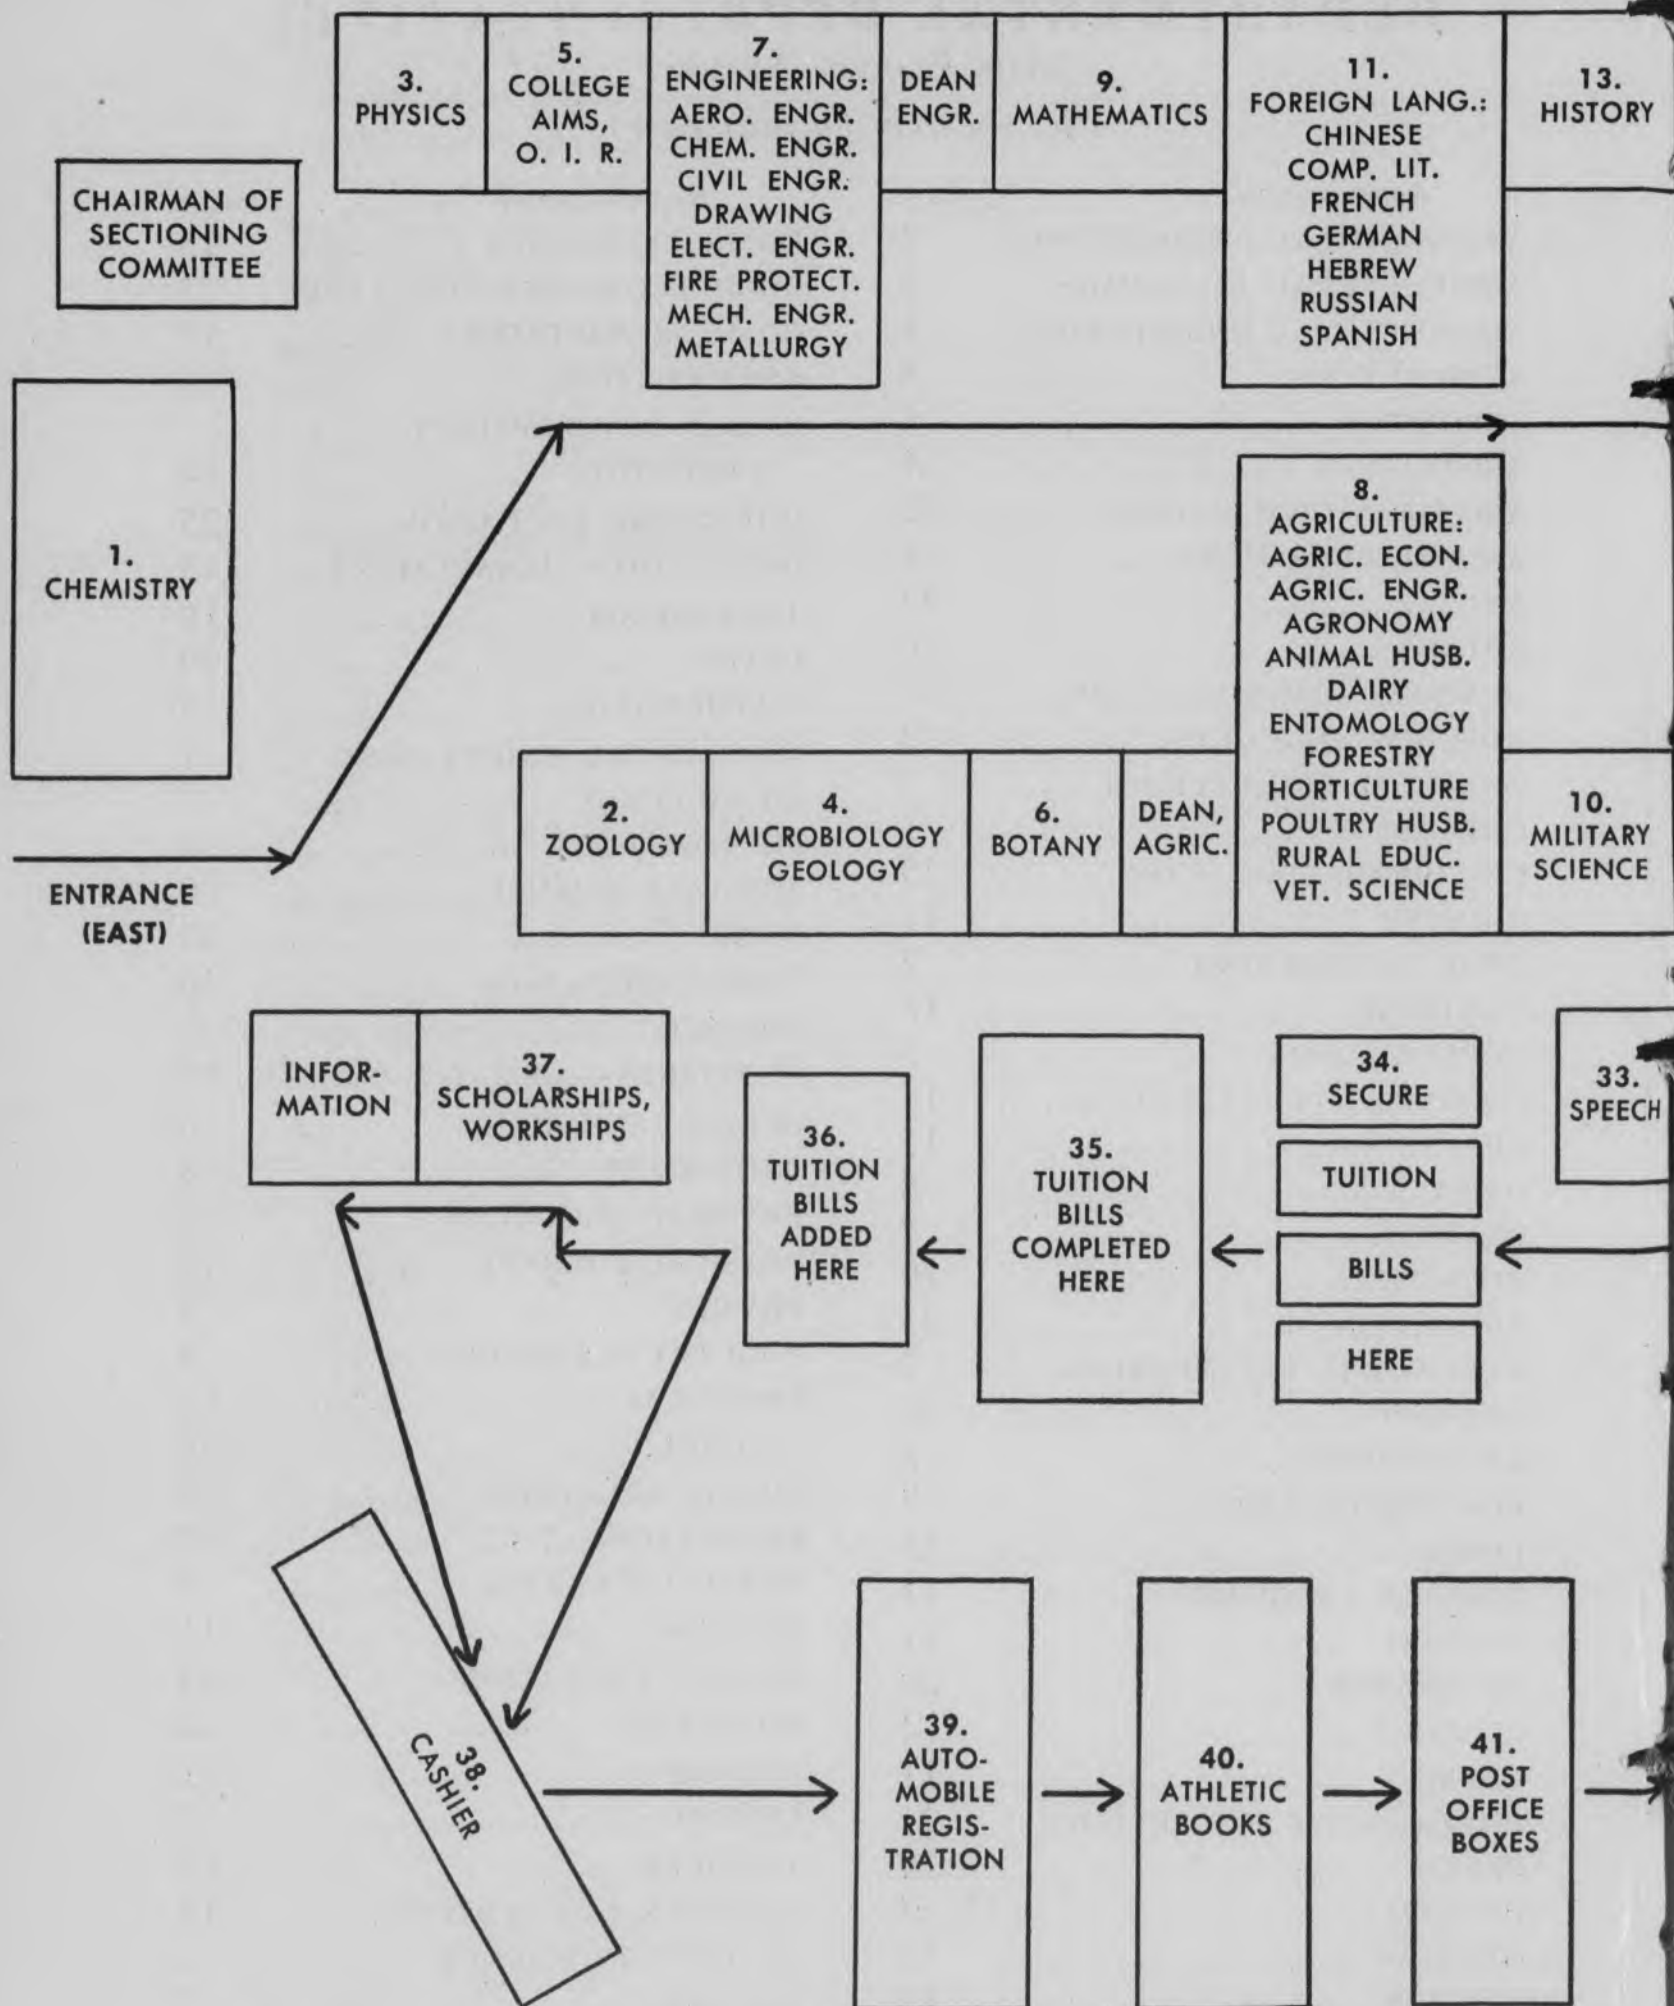 3.
PHYSICS
5.
COLLEGE
AIMS,
O. I. R.
7.
ENGINEERING:
AERO. ENGR.
CHEM. ENGR.
CIVIL ENGR.
DRAWING
ELECT. ENGR.
FIRE PROTECT.
MECH. ENGR.
METALLURGY
DEAN
ENGR.
9.
MATHEMATICS
11.
FOREIGN LANG.:
CHINESE
COMP. LIT.
FRENCH
GERMAN
HEBREW
RUSSIAN
SPANISH
13.
HISTORY
CHAIRMAN OF
SECTIONING
COMMITTEE
1.
CHEMISTRY
ENTRANCE
(EAST)
2.
ZOOLOGY
4.
MICROBIOLOGY
GEOLOGY
6.
BOTANY
DEAN,
AGRIC.
8.
AGRICULTURE:
AGRIC. ECON.
AGRIC. ENGR.
AGRONOMY
ANIMAL HUSB.
DAIRY
ENTOMOLOGY
FORESTRY
HORTICULTURE
POULTRY HUSB.
RURAL EDUC.
VET. SCIENCE
10.
MILITARY
SCIENCE
INFOR-
MATION
37.
SCHOLARSHIPS,
WORKSHIPS
36.
TUITION
BILLS
ADDED
HERE
35.
TUITION
BILLS
COMPLETED
HERE
34.
SECURE
TUITION
BILLS
HERE
33.
SPEECH
38.
CASHIER
39.
AUTO-
MOBILE
REGIS-
TRATION
40.
ATHLETIC
BOOKS
41.
POST
OFFICE
BOXES